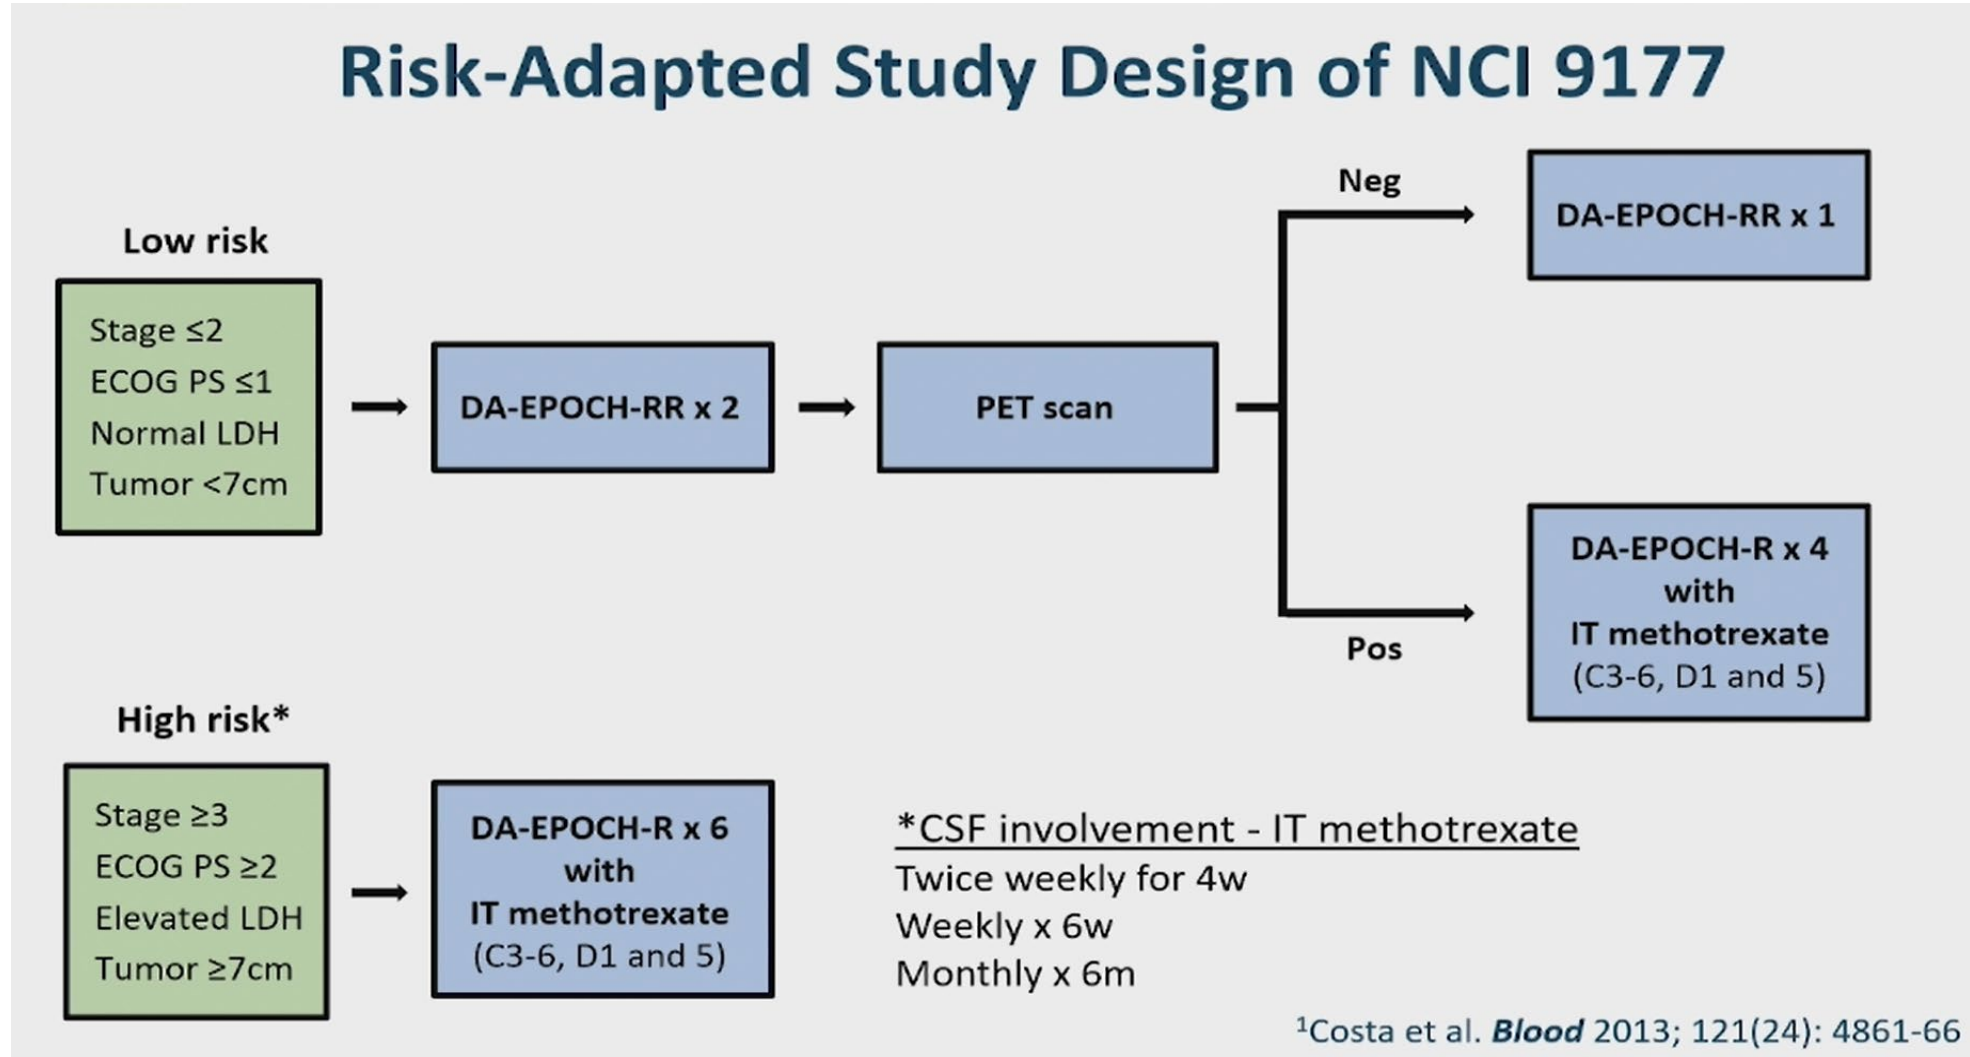 Risk-Adapted Study Design of NCI 9177
Low risk
Stage ≤2
ECOG PS ≤1
Normal LDH
Tumor <7cm
DA-EPOCH-RR x 2
PET scan
Neg
DA-EPOCH-RR x 1
Pos
DA-EPOCH-R x 4
with
IT methotrexate
(C3-6, D1 and 5)
High risk*
Stage ≥3
ECOG PS ≥2
Elevated LDH
Tumor ≥7cm
DA-EPOCH-R x 6
with
IT methotrexate
(C3-6, D1 and 5)
*CSF involvement - IT methotrexate
Twice weekly for 4w
Weekly x 6w
Monthly x 6m
¹Costa et al. Blood 2013; 121(24): 4861-66